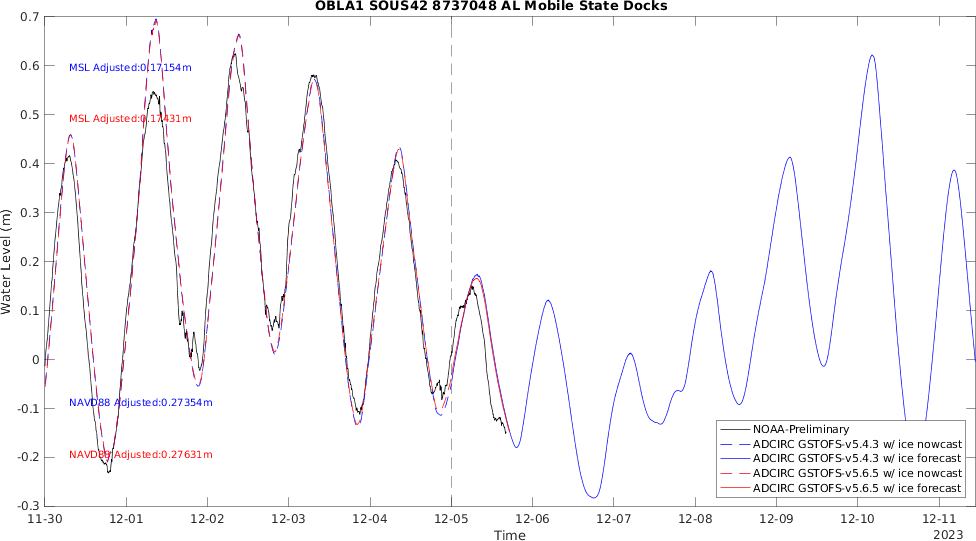 OBLA1 SOUS42 8737048 AL Mobile State Docks
0.7
0.6
0.5
0.4
0.3
0.2
0.1
0
-0.1
-0.2
-0.3
Water Level (m)
MSL Adjusted:0.17154m
MSL Adjusted:0.17431m
NAVD88 Adjusted:0.27354m
NAVD88 Adjusted:0.27631m
NOAA-Preliminary
ADCIRC GSTOFS-v5.4.3 w/ ice nowcast
ADCIRC GSTOFS-v5.4.3 w/ ice forecast
ADCIRC GSTOFS-v5.6.5 w/ ice nowcast
ADCIRC GSTOFS-v5.6.5 w/ ice forecast
11-30 12-01 12-02 12-03 12-04 12-05 12-06 12-07 12-08 12-09 12-10 12-11
Time
2023